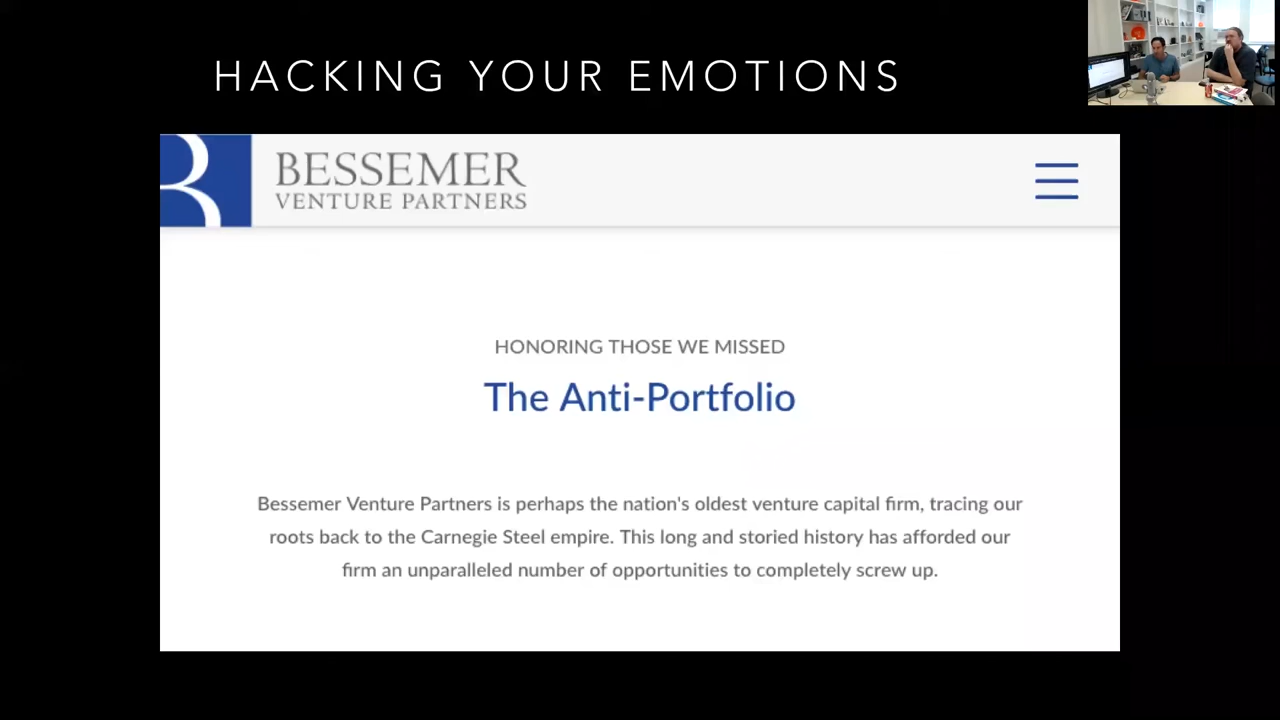 HACKING YOUR EMOTIONS
BESSEMER
VENTURE PARTNERS
HONORING THOSE WE MISSED
The Anti-Portfolio
Bessemer Venture Partners is perhaps the nation's oldest venture capital firm, tracing our
roots back to the Carnegie Steel empire. This long and storied history has afforded our
firm an unparalleled number of opportunities to completely screw up.